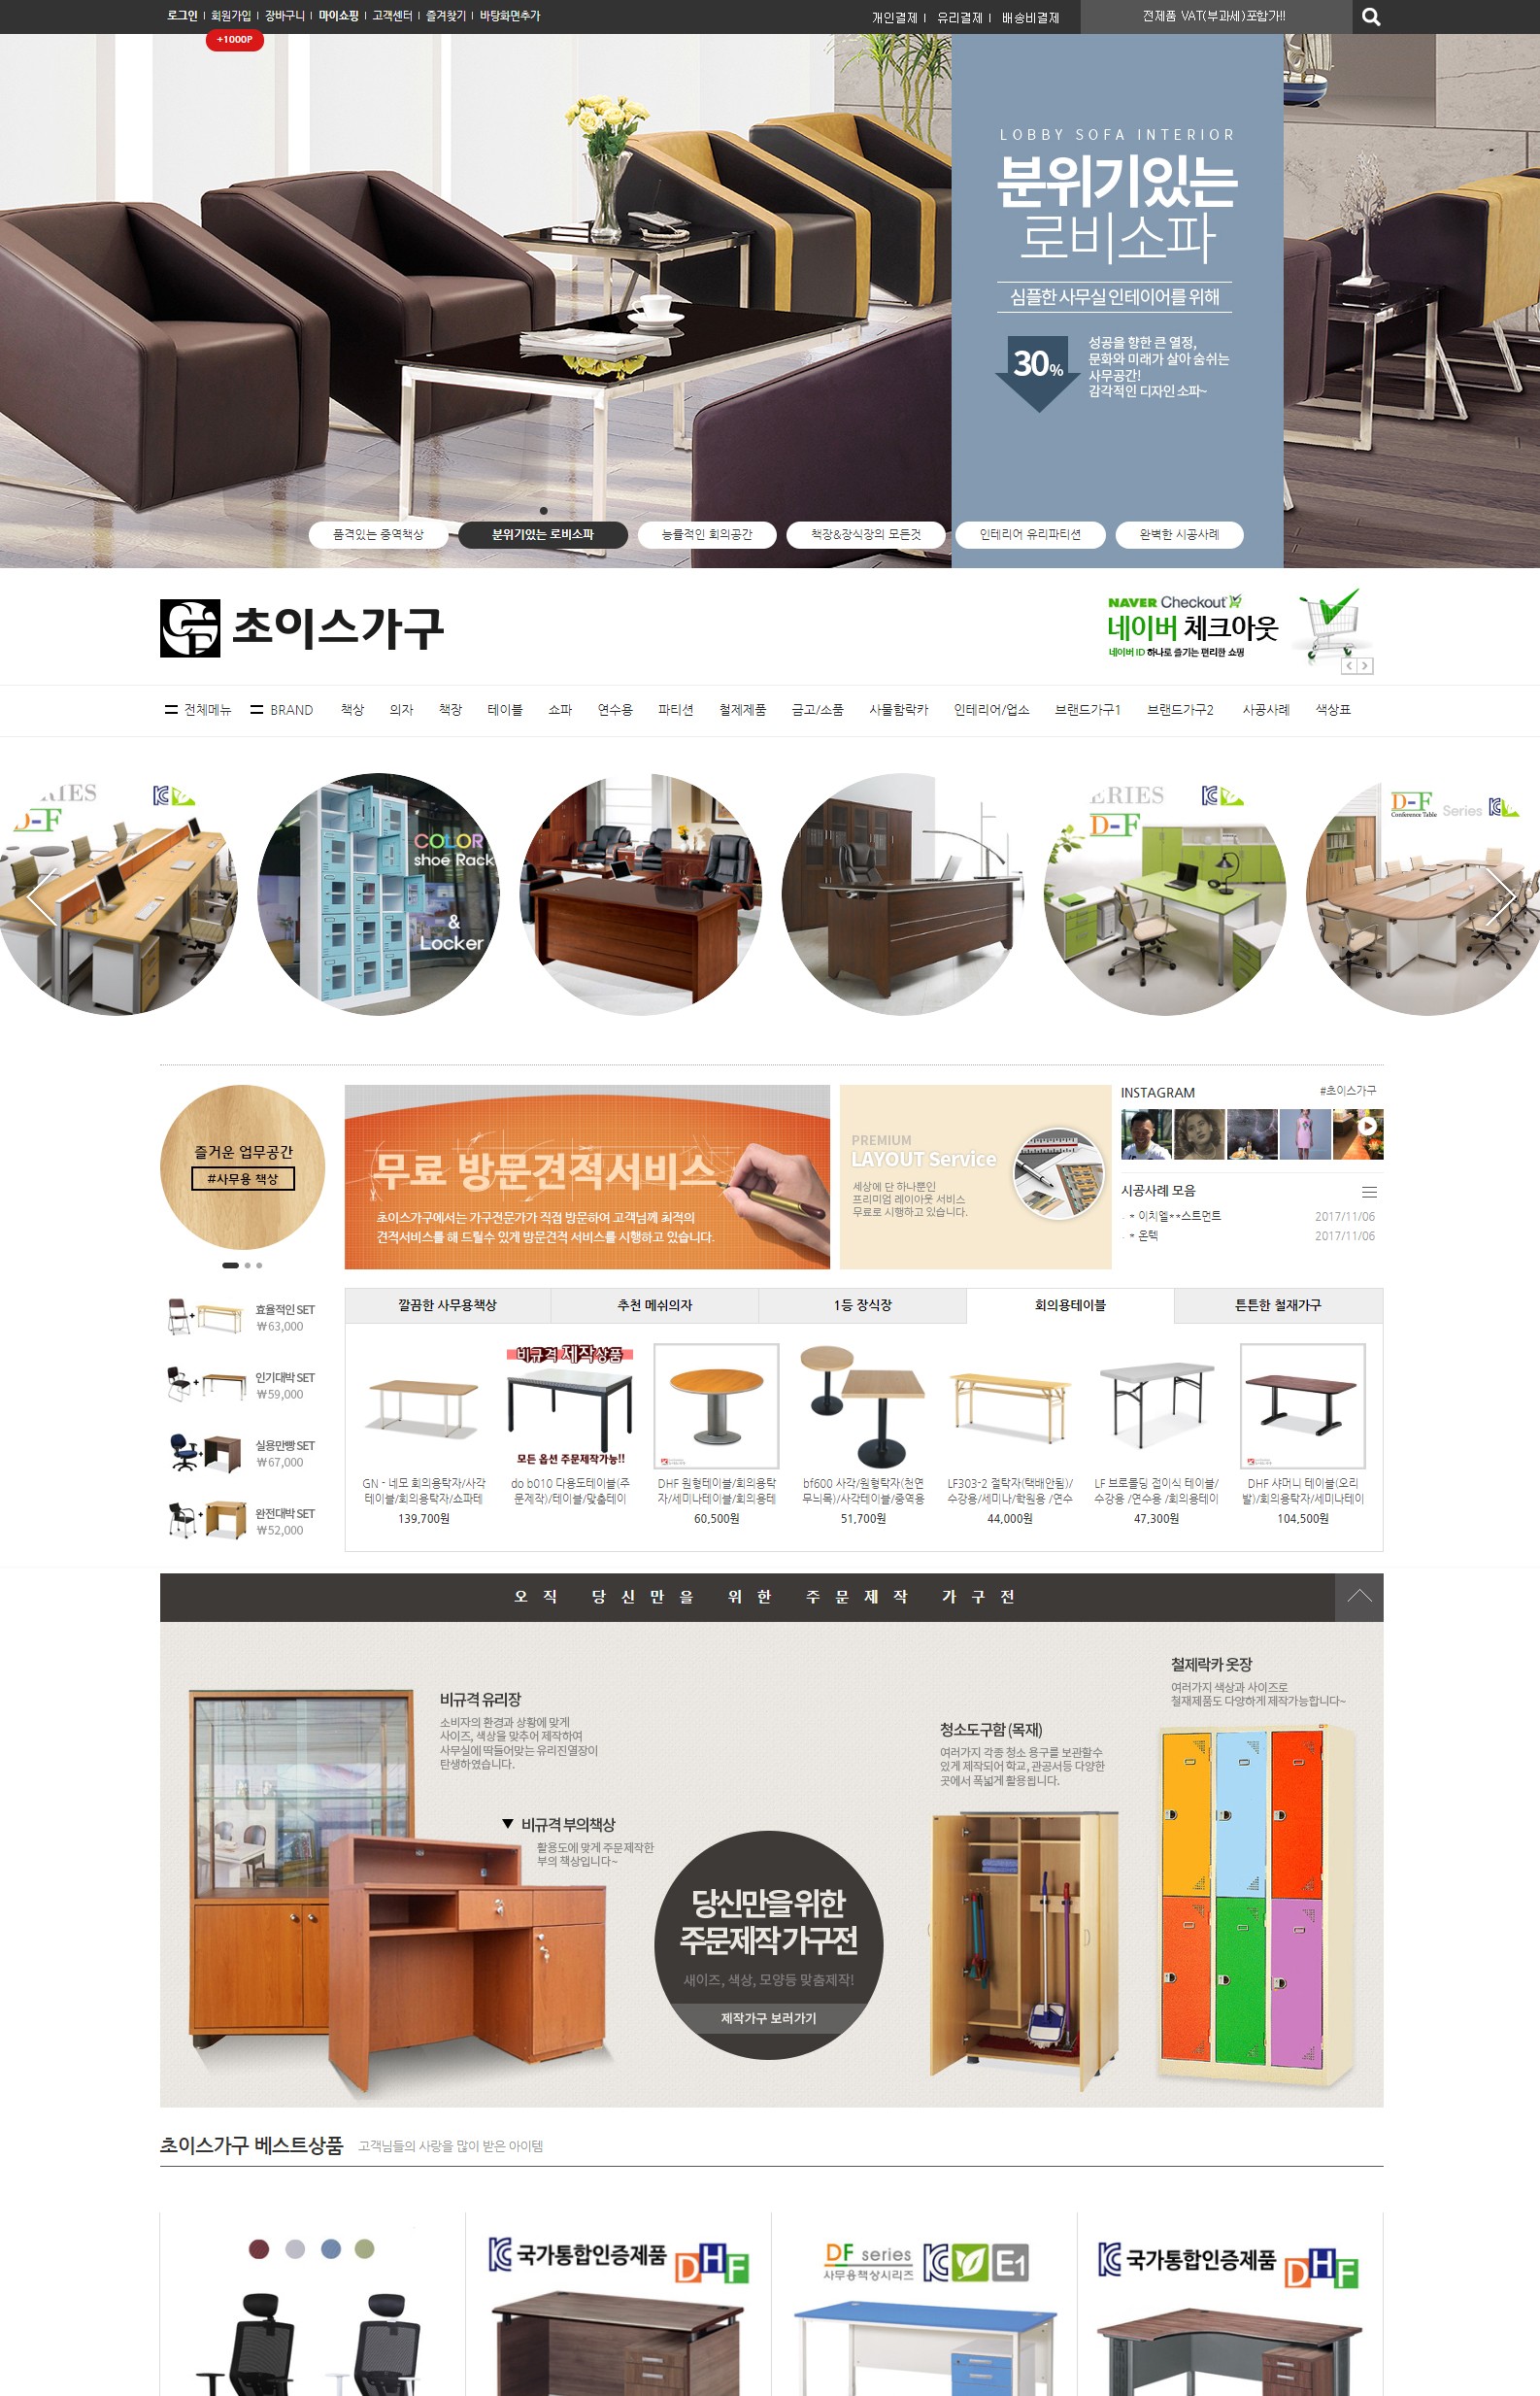 로그인 | 회원가입 | 장바구니 | 마이쇼핑 | 고객센터 | 즐겨찾기 | 바탕화면추가
개인결제 | 유리결제 | 배송비결제
전제품 VAT(부과세)포함가!!
+1000P
LOBBY SOFA INTERIOR
분위기있는
로비소파
심플한 사무실 인테이어를 위해
30%
성공을 향한 큰 열정,
문화와 미래가 살아 숨쉬는
사무공간!
감각적인 디자인 소파~
품격있는 중역책상
분위기있는 로비소파
능률적인 회의공간
책장&장식장의 모든것
인테리어 유리파티션
완벽한 시공사례
초이스가구
NAVER Checkout
네이버 체크아웃
네이버 ID 하나로 즐기는 편리한 쇼핑
전체메뉴 BRAND 책상 의자 책장 테이블 쇼파 연수용 파티션 철제제품 금고/소품 사물함락카 인테리어/업소 브랜드가구1 브랜드가구2 시공사례 색상표
D-F
COLOR
shoe Rack
&
Locker
ERIES
D-F
D-F Series
Conference Table
즐거운 업무공간
#사무용 책상
무료 방문견적서비스
초이스가구에서는 가구전문가가 직접 방문하여 고객님께 최적의
견적서비스를 해 드릴수 있게 방문견적 서비스를 시행하고 있습니다.
PREMIUM
LAYOUT Service
세상에 단 하나뿐인
프리미엄 레이아웃 서비스
무료로 시행하고 있습니다.
INSTAGRAM
#초이스가구
시공사례 모음
* 이치엘**스트먼트 2017/11/06
* 온텍 2017/11/06
효율적인 SET
₩63,000
인기대박 SET
₩59,000
실용만빵 SET
₩67,000
완전대박 SET
₩52,000
깔끔한 사무용책상
추천 메쉬의자
1등 장식장
회의용테이블
튼튼한 철재가구
비규격 제작상품
모든 옵션 주문제작가능!!
GN - 네모 회의용탁자/사각
테이블/회의용탁자/쇼파테
139,700원
do b010 다용도테이블(주
문제작)/테이블/맞춤테이
DHF 원형테이블/회의용탁
자/세미나테이블/회의용테
60,500원
bf600 사각/원형탁자(천연
무늬목)/사각테이블/중역용
51,700원
LF303-2 절탁자(택배안됨)/
수강용/세미나/학원용 /연수
44,000원
LF 브로몰딩 접이식 테이블/
수강용 /연수용 /회의용테이
47,300원
DHF 샤머니 테이블(오리
발)/회의용탁자/세미나테이
104,500원
오직 당신만을 위한 주문제작 가구전
비규격 유리장
소비자의 환경과 상황에 맞게
사이즈, 색상을 맞추어 제작하여
사무실에 딱들어맞는 유리진열장이
탄생하였습니다.
▼ 비규격 부의책상
활용도에 맞게 주문제작한
부의 책상입니다~
당신만을 위한
주문제작 가구전
새이즈, 색상, 모양등 맞춤제작!
제작가구 보러가기
청소도구함 (목재)
여러가지 각종 청소 용구를 보관할수
있게 제작되어 학교, 관공서등 다양한
곳에서 폭넓게 활용됩니다.
철제락카 옷장
여러가지 색상과 사이즈로
철재제품도 다양하게 제작가능합니다~
초이스가구 베스트상품
고객님들의 사랑을 많이 받은 아이템
국가통합인증제품
DHF
DF series
사무용책상시리즈
E1
국가통합인증제품
DHF